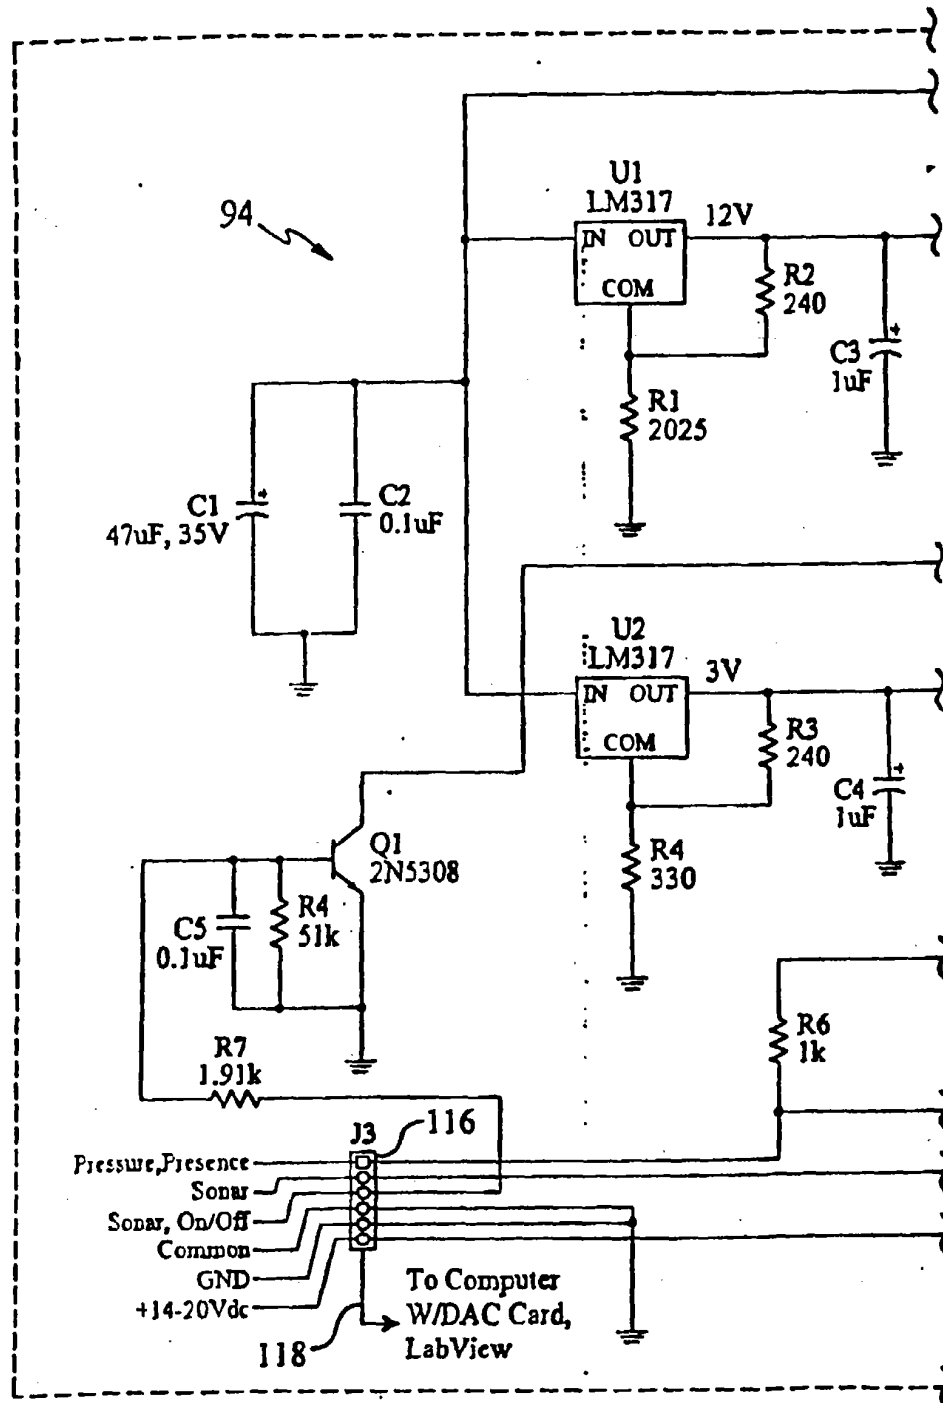 94
U1
LM317
IN OUT
COM
12V
R2
240
C3
1uF
R1
2025
C1
47uF, 35V
C2
0.1uF
U2
LM317
IN OUT
COM
3V
R3
240
C4
1uF
R4
330
Q1
2N5308
C5
0.1uF
R4
51k
R6
1k
R7
1.91k
J3
116
Pressure,Presence
Sonar
Sonar, On/Off
Common
GND
+14-20Vdc
118
To Computer
W/DAC Card,
LabView